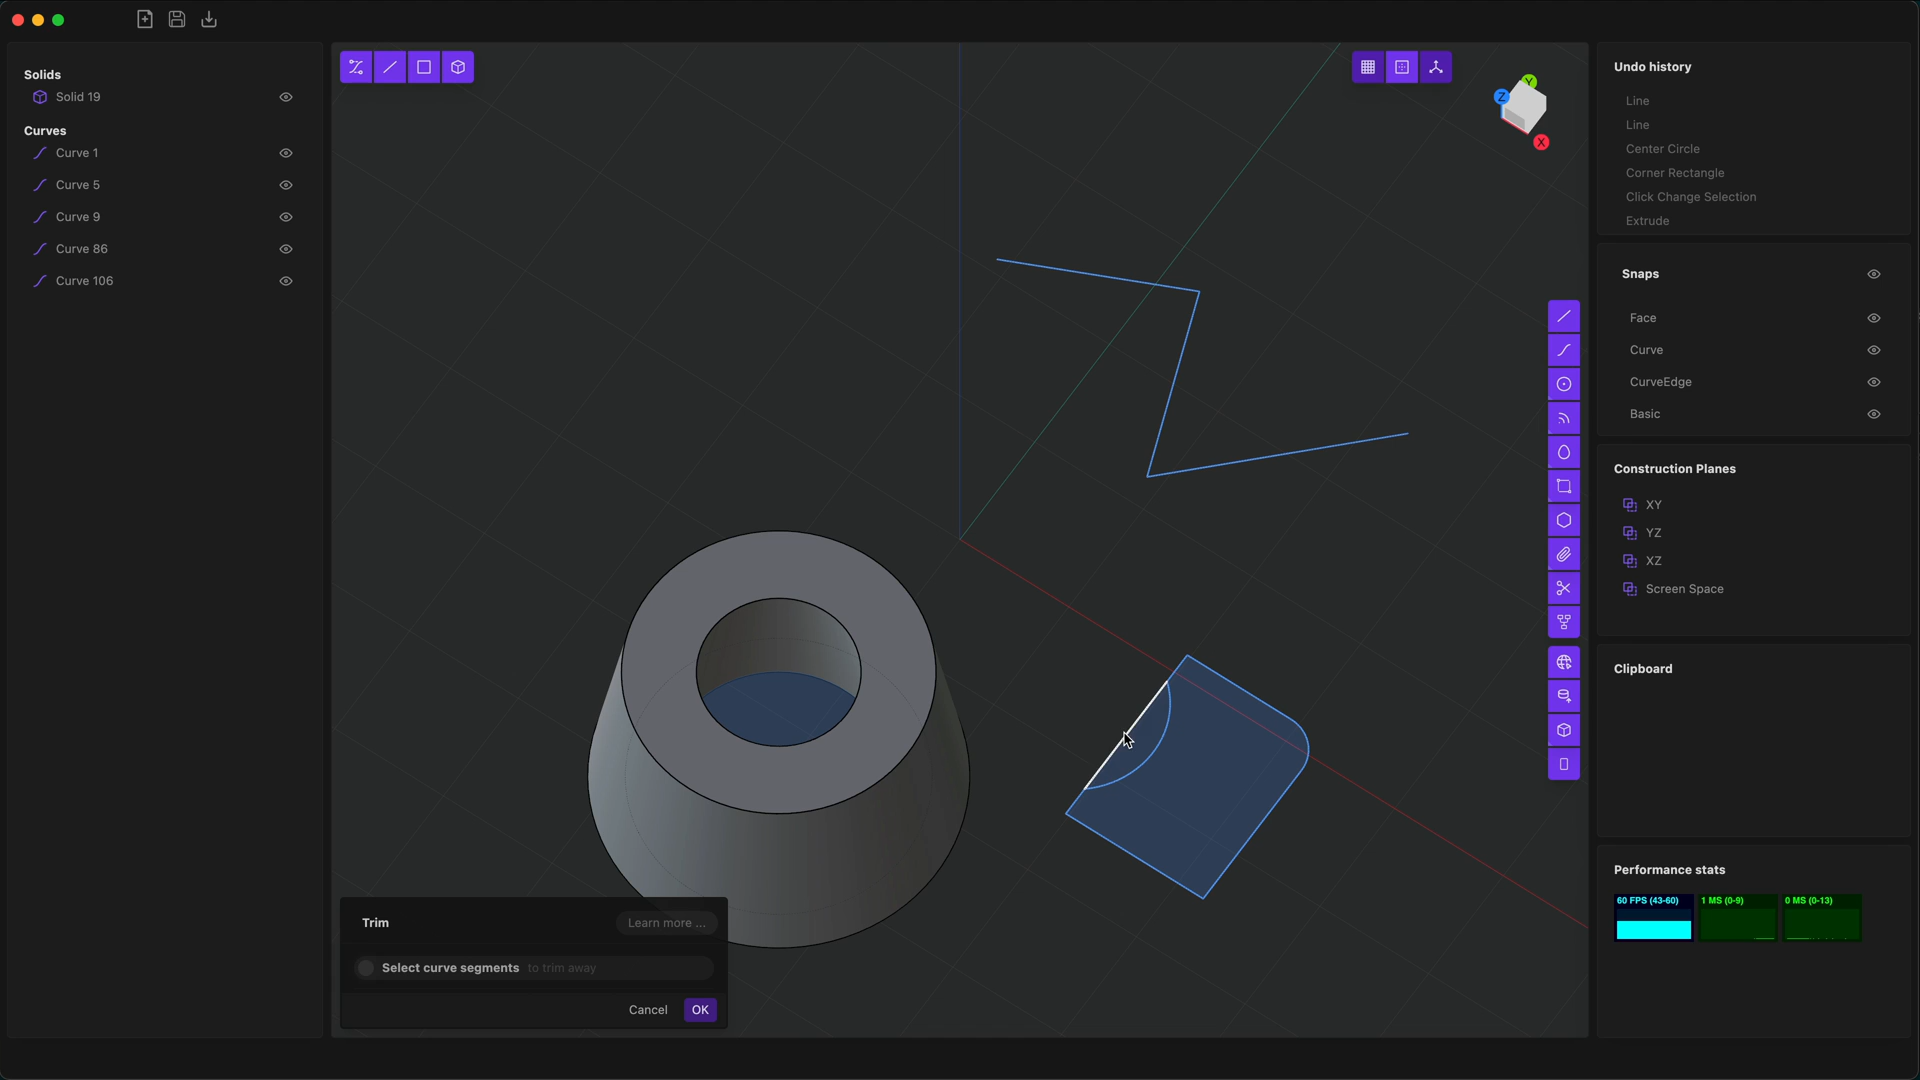 Solids
Solid 19
Curves
Curve 1
Curve 5
Curve 9
Curve 86
Curve 106
Y
Z
X
Undo history
Line
Line
Center Circle
Corner Rectangle
Click Change Selection
Extrude
Snaps
Face
Curve
CurveEdge
Basic
Construction Planes
XY
YZ
XZ
Screen Space
Clipboard
Performance stats
60 FPS (43-60)
1 MS (0-9)
0 MS (0-13)
Trim
Learn more ...
Select curve segments to trim away
Cancel
OK